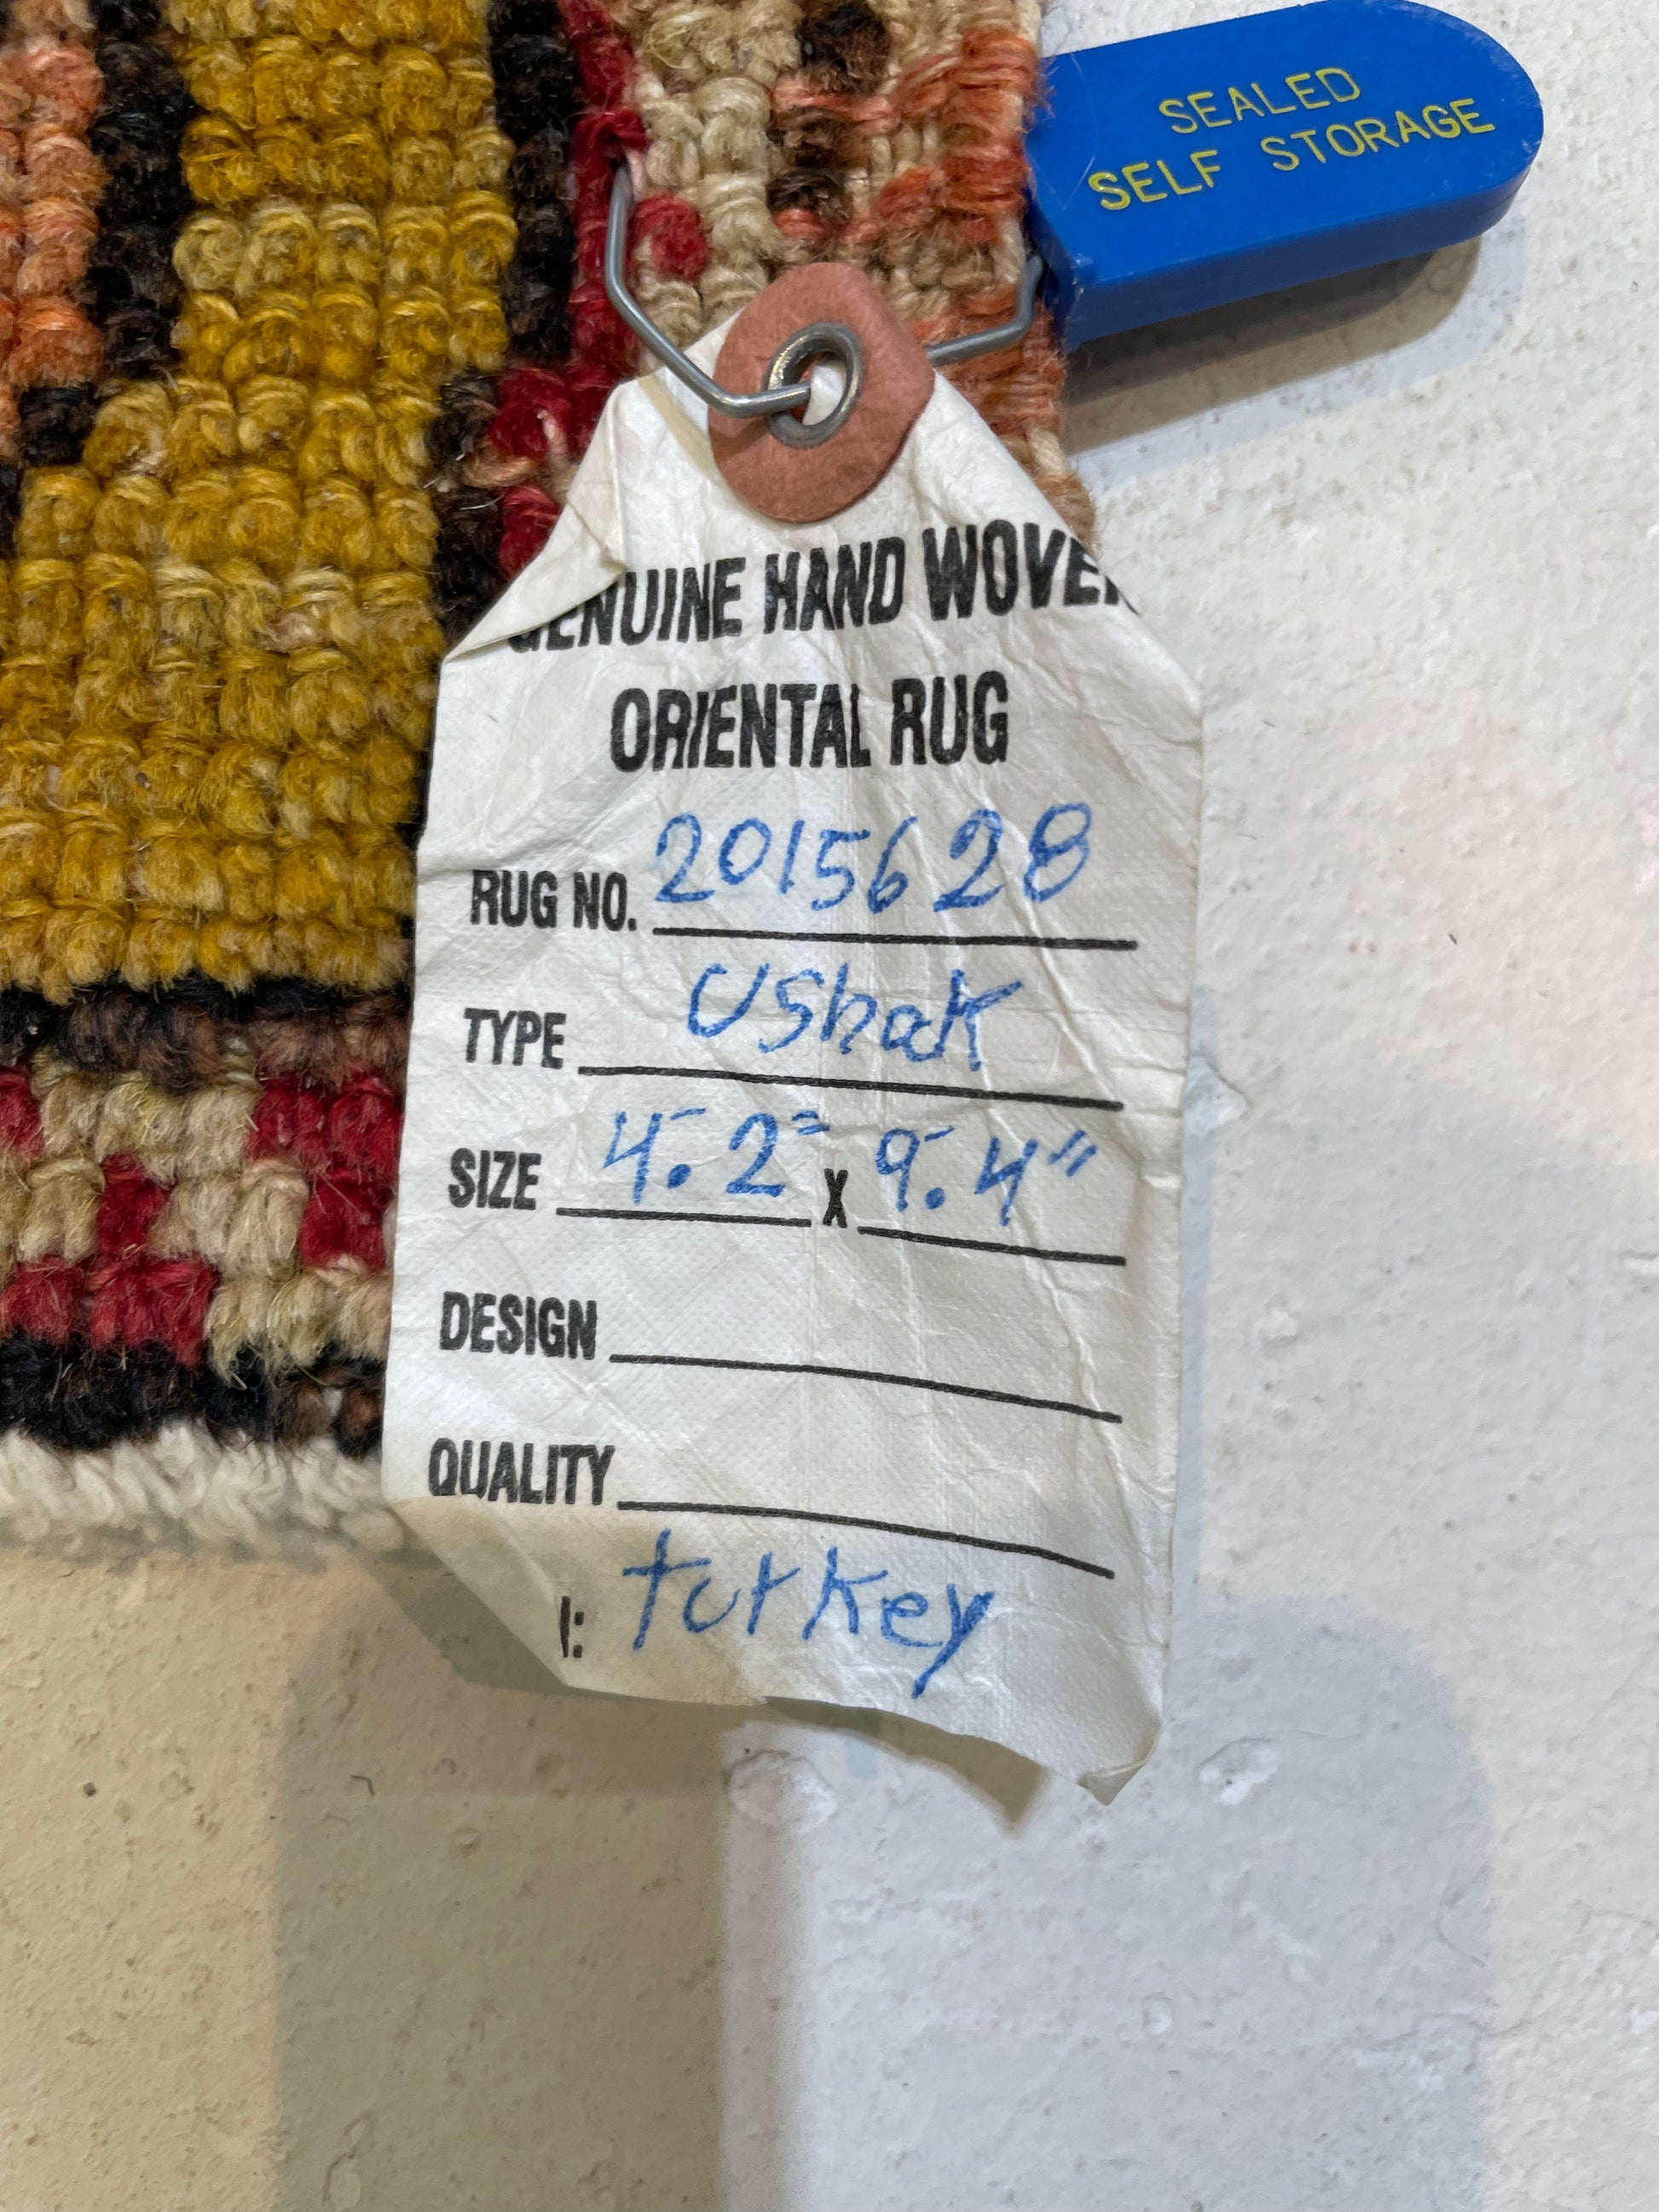 SEALED
SELF STORAGE
GENUINE HAND WOVEN
ORIENTAL RUG
RUG NO. 2015628
TYPE Ushak
SIZE 4'. 2" X 9'. 4"
DESIGN
QUALITY
I: turkey